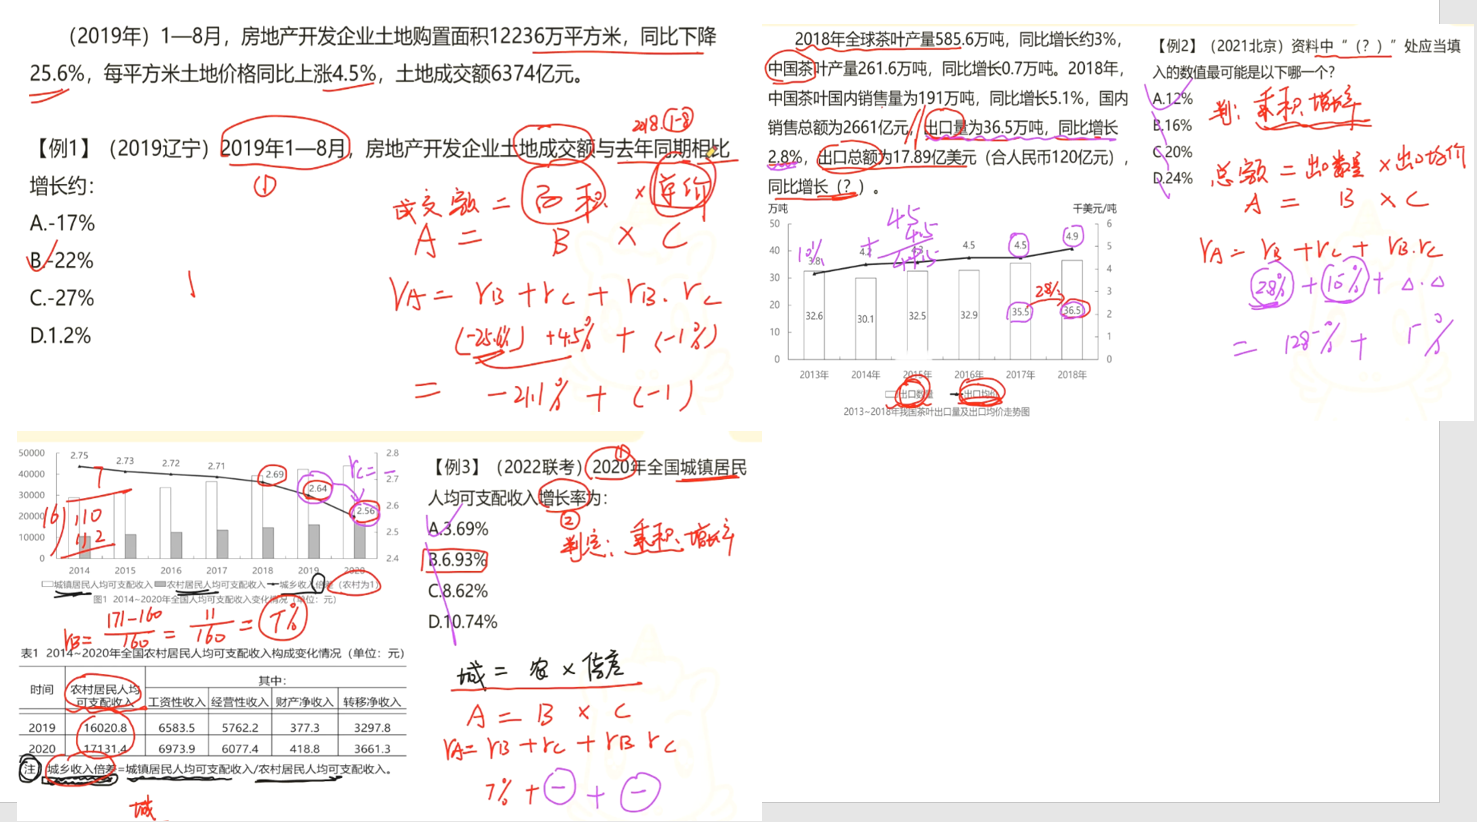 （2019年）1—8月，房地产开发企业土地购置面积12236万平方米，同比下降
25.6%，每平方米土地价格同比上涨4.5%，土地成交额6374亿元。
2018.1-8
【例1】（2019辽宁）2019年1—8月，房地产开发企业土地成交额与去年同期相比
增长约：
①
A.-17%
B.-22%
C.-27%
D.1.2%
成交额 = 面积 × 单价
A = B × C
rA = rB + rC + rB · rC
(-25.6%) + 4.5% + (-1%)
= -21.1% + (-1)
2018年全球茶叶产量585.6万吨，同比增长约3%，
中国茶叶产量261.6万吨，同比增长0.7万吨。2018年，
中国茶叶国内销售量为191万吨，同比增长5.1%，国内
销售总额为2661亿元，出口量为36.5万吨，同比增长
2.8%，出口总额为17.89亿美元（合人民币120亿元），
同比增长（?）。
万吨
千美元/吨
50
40
30
20
10
0
6
5
4
3
2
1
0
3.8
4.5
4.5
4.9
32.6
30.1
32.5
32.9
35.5
36.5
10%
45
4.5
2.8%
2013年 2014年 2015年 2016年 2017年 2018年
出口数量 出口均价
2013~2018年我国茶叶出口量及出口均价走势图
【例2】（2021北京）资料中“（?）”处应当填
入的数值最可能是以下哪一个？
A.12%
B.16%
C.20%
D.24%
判：乘积增长率
总额 = 出口数量 × 出口均价
A = B × C
rA = rB + rC + rB·rC
2.8% + 10% + △·△
= 12.8% +
50000
40000
30000
20000
10000
0
2.8
2.7
2.6
2.5
2.4
2.75
2.73
2.72
2.71
2.69
2.64
2.56
rC = -
7
16 110
112
2014 2015 2016 2017 2018 2019 2020
城镇居民人均可支配收入 农村居民人均可支配收入 城乡收入倍差（农村为1）
图1 2014~2020年全国人均可支配收入变化情况（单位：元）
rB = 171-160/160 = 11/160 = 7%
表1 2014~2020年全国农村居民人均可支配收入构成变化情况（单位：元）
时间 农村居民人均可支配收入 其中：
工资性收入 经营性收入 财产净收入 转移净收入
2019 16020.8 6583.5 5762.2 377.3 3297.8
2020 17131.4 6973.9 6077.4 418.8 3661.3
注：城乡收入倍差=城镇居民人均可支配收入/农村居民人均可支配收入。
城
①
【例3】（2022联考）2020年全国城镇居民
人均可支配收入增长率为：
②
A.3.69%
B.6.93%
C.8.62%
D.10.74%
判定：乘积增长率
城 = 农 × 倍差
A = B × C
rA = rB + rC + rB rC
7% + - + -